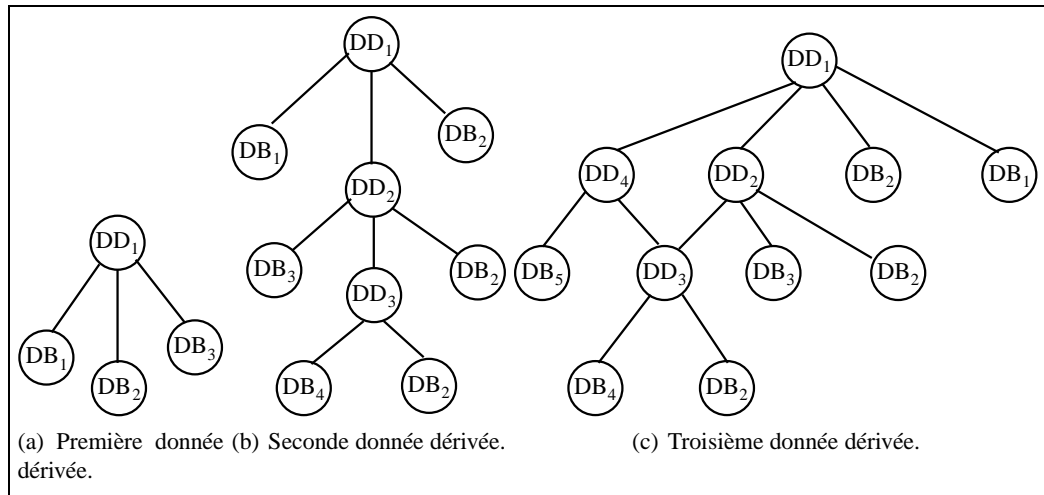 DD₁
DB₁
DB₂
DB₃
DD₁
DB₁
DB₂
DD₂
DB₃
DB₂
DD₃
DB₄
DB₂
DD₁
DD₄
DD₂
DB₂
DB₁
DB₅
DD₃
DB₃
DB₂
DB₄
DB₂
(a) Première donnée dérivée.
(b) Seconde donnée dérivée.
(c) Troisième donnée dérivée.